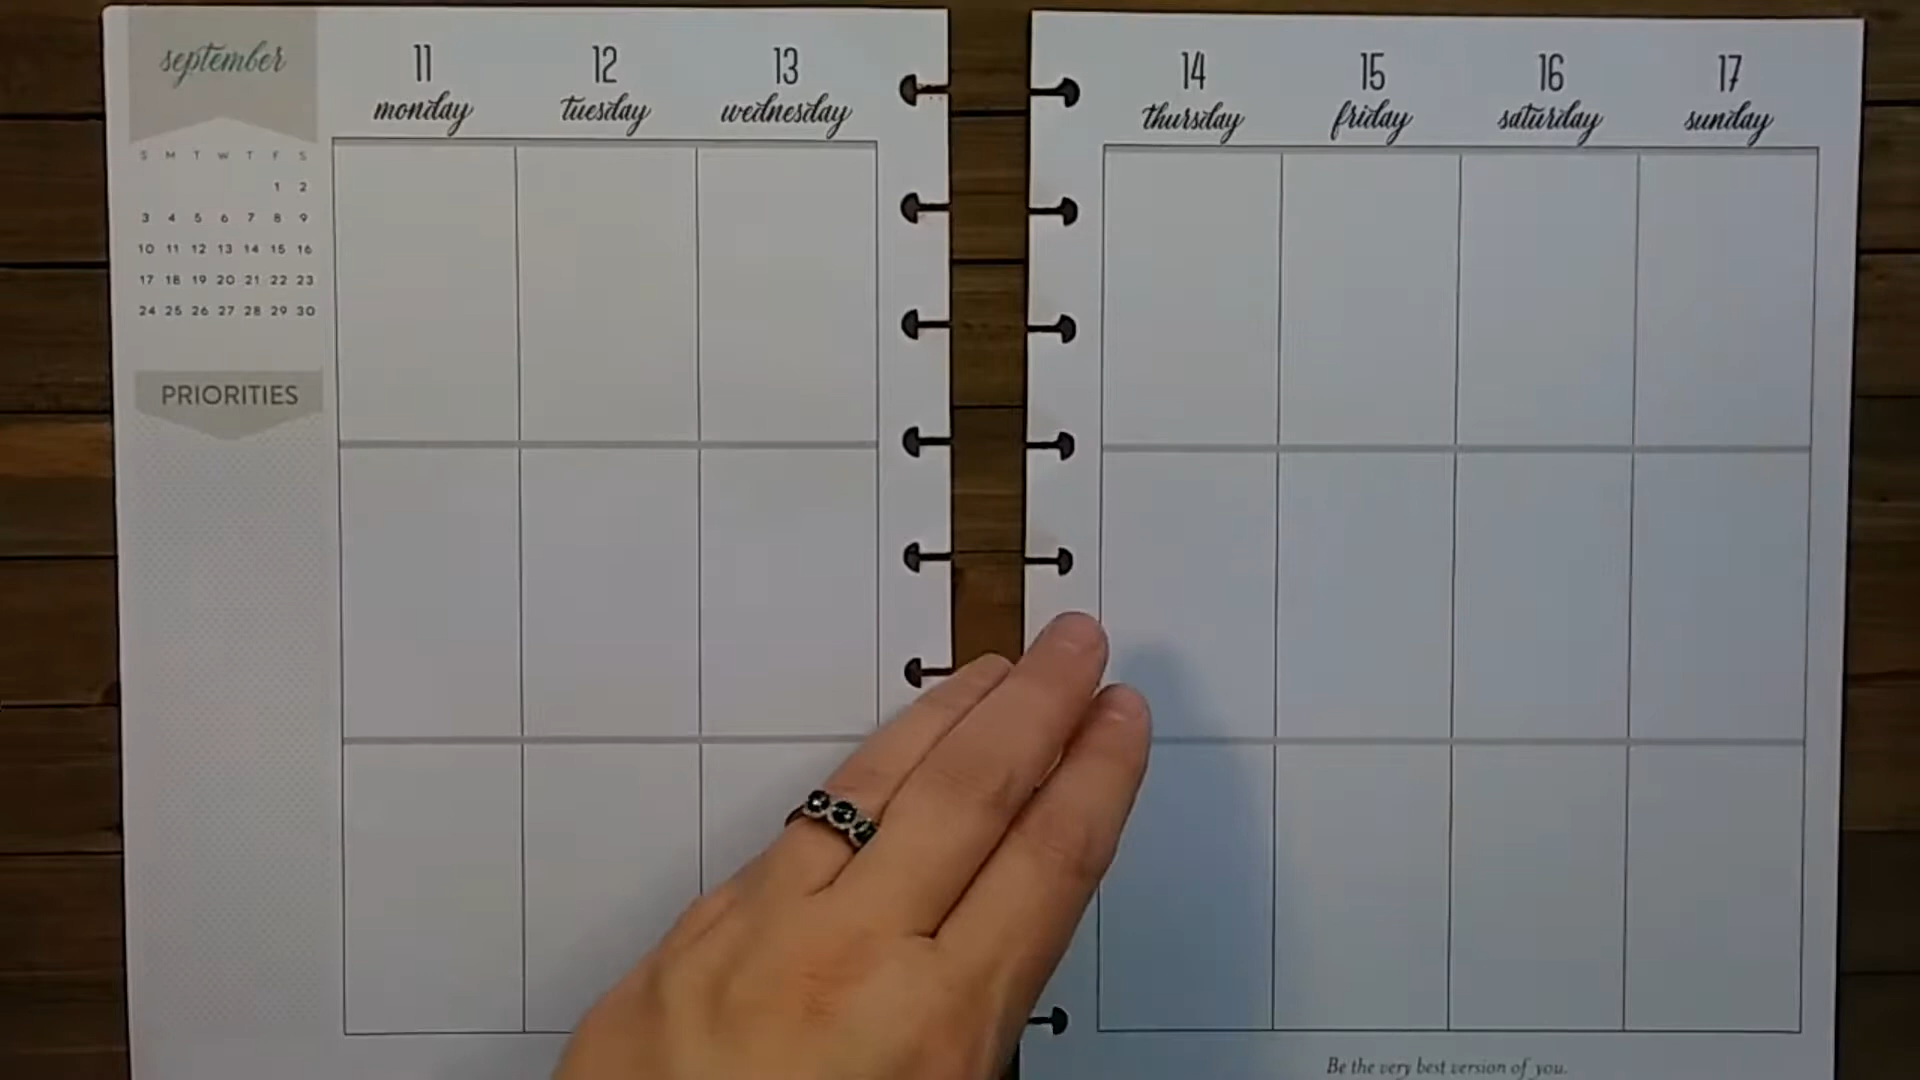 september
S M T W T F S
1 2
3 4 5 6 7 8 9
10 11 12 13 14 15 16
17 18 19 20 21 22 23
24 25 26 27 28 29 30
PRIORITIES
11 12 13
monday tuesday wednesday
14 15 16 17
thursday friday saturday sunday
Be the very best version of you.